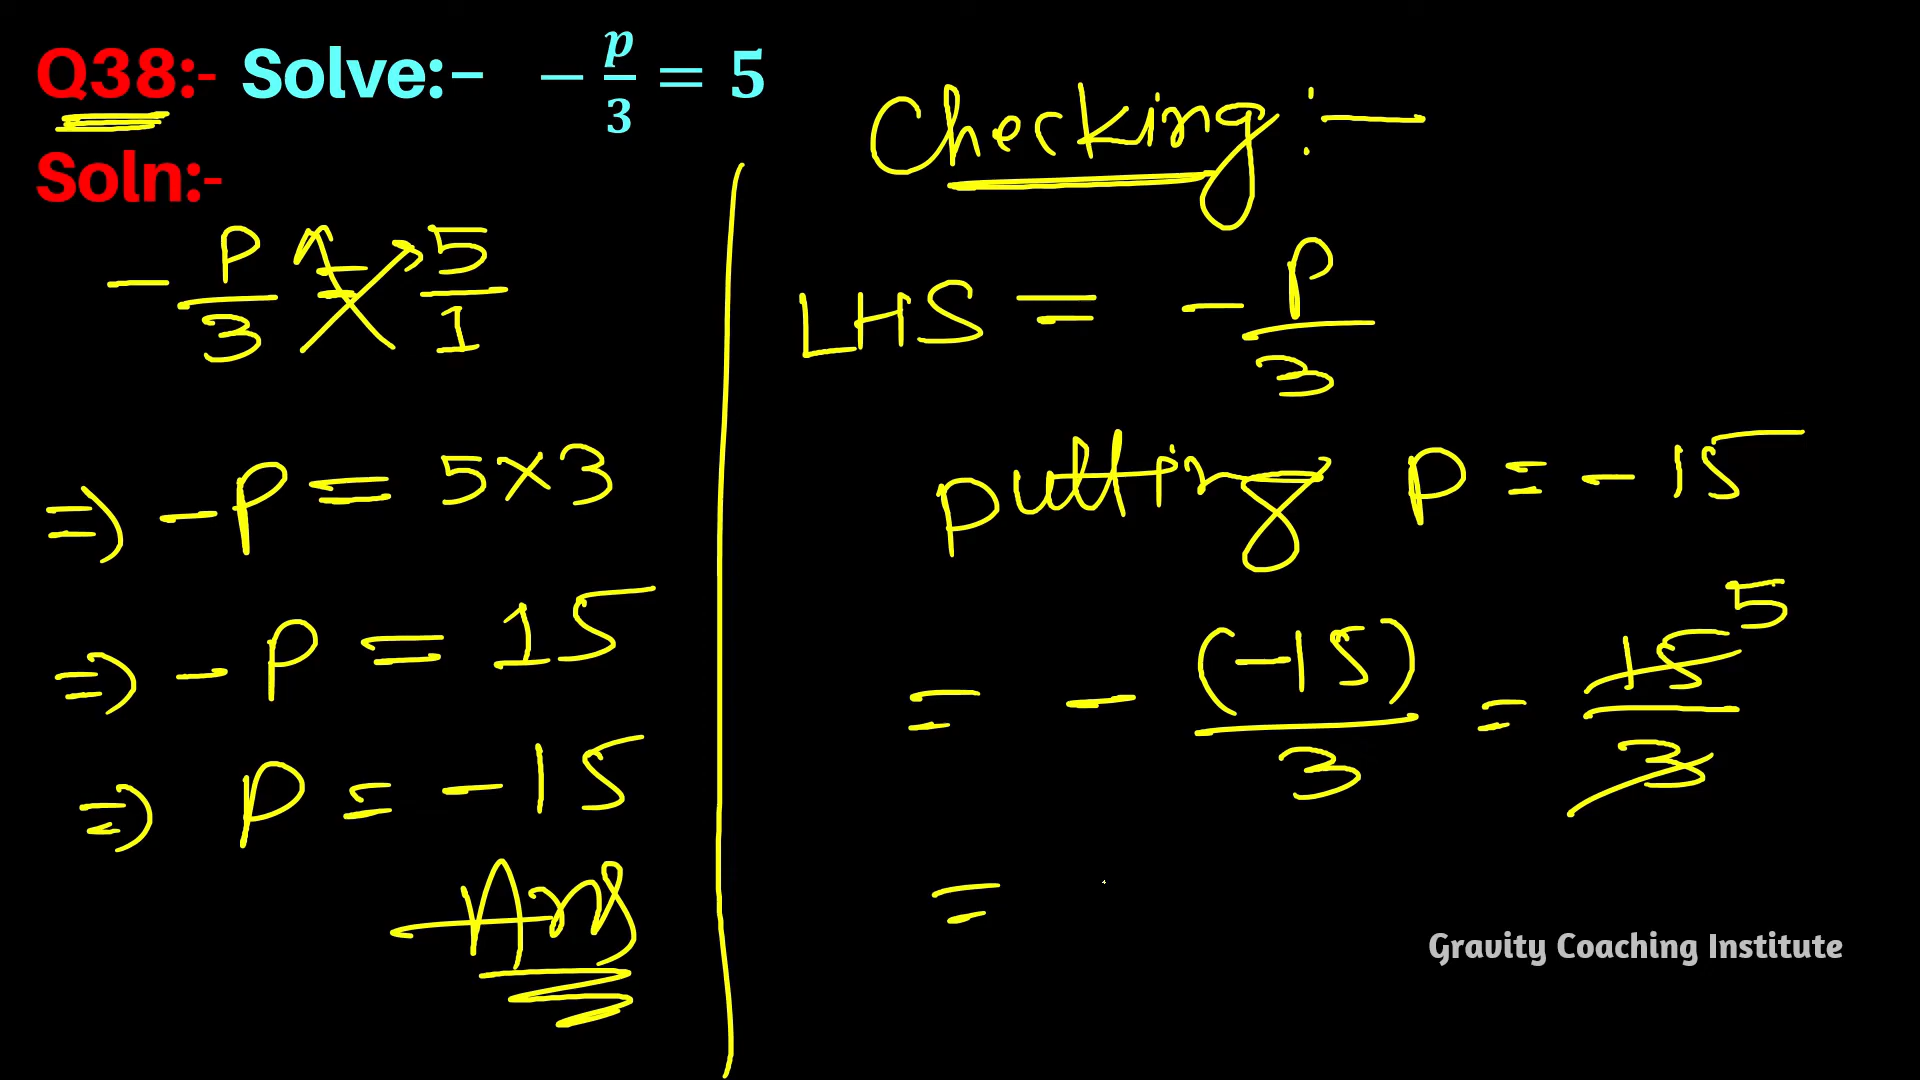 Q38:- Solve:- -p/3 = 5
Soln:-
- P/3 = 5/1
⇒ -P = 5×3
⇒ -P = 15
⇒ P = -15
Ans
Checking :-
LHS = - P/3
putting P = -15
= - (-15)/3 = 15/3 5
=
Gravity Coaching Institute